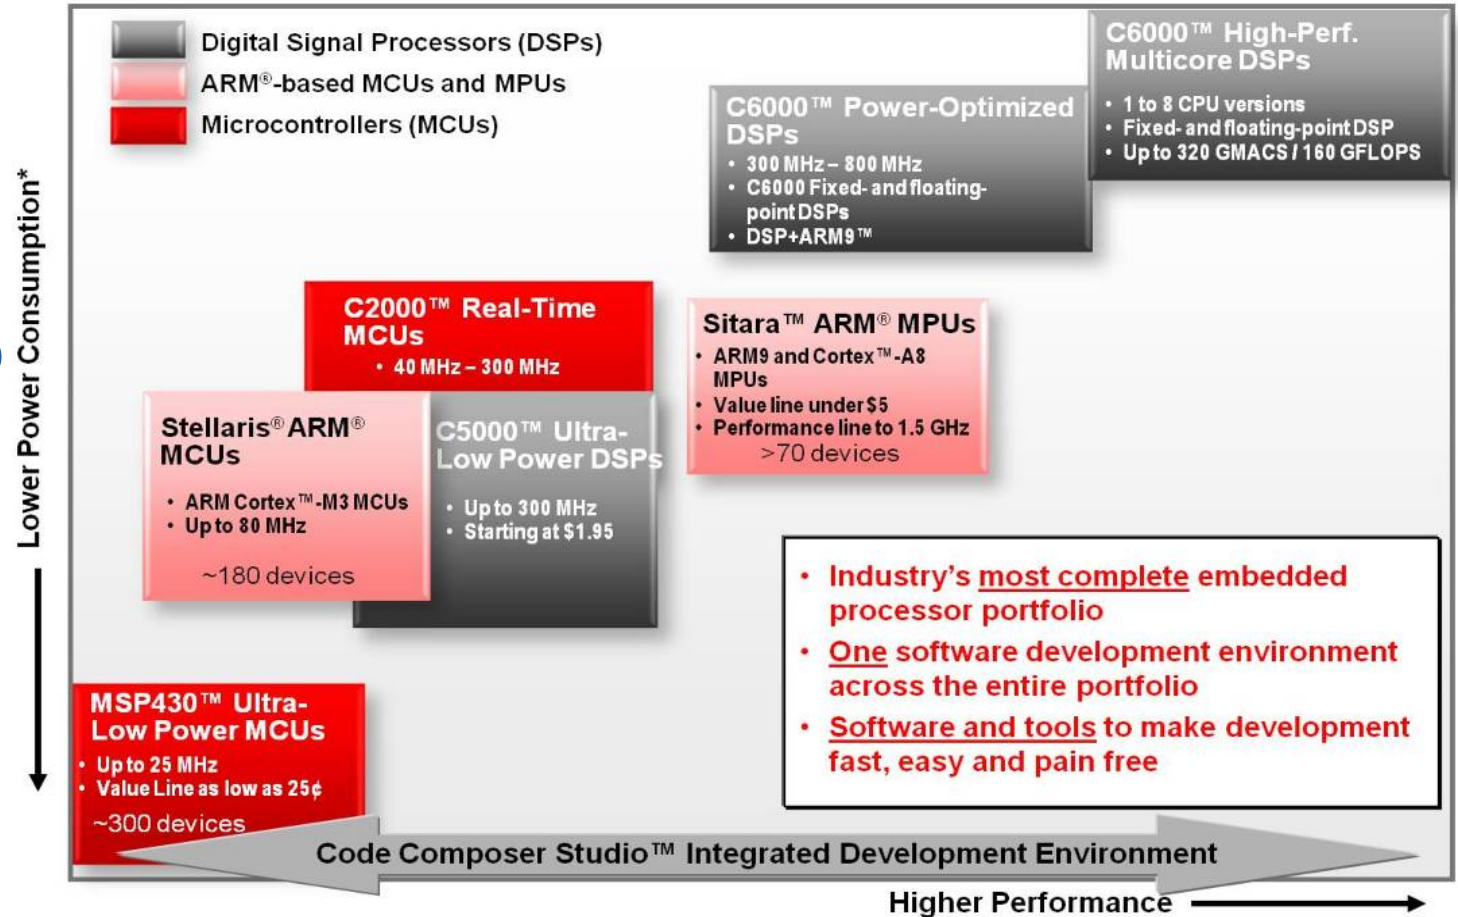 Digital Signal Processors (DSPs)
ARM®-based MCUs and MPUs
Microcontrollers (MCUs)
C6000™ High-Perf.
Multicore DSPs
• 1 to 8 CPU versions
• Fixed- and floating-point DSP
• Up to 320 GMACS / 160 GFLOPS
C6000™ Power-Optimized
DSPs
• 300 MHz – 800 MHz
• C6000 Fixed- and floating-
point DSPs
• DSP+ARM9™
C2000™ Real-Time
MCUs
• 40 MHz – 300 MHz
Sitara™ ARM® MPUs
• ARM9 and Cortex™-A8
MPUs
• Value line under $5
• Performance line to 1.5 GHz
>70 devices
Stellaris® ARM®
MCUs
• ARM Cortex™-M3 MCUs
• Up to 80 MHz
~180 devices
C5000™ Ultra-
Low Power DSPs
• Up to 300 MHz
• Starting at $1.95
• Industry's most complete embedded
processor portfolio
• One software development environment
across the entire portfolio
• Software and tools to make development
fast, easy and pain free
MSP430™ Ultra-
Low Power MCUs
• Up to 25 MHz
• Value Line as low as 25¢
~300 devices
Code Composer Studio™ Integrated Development Environment
Lower Power Consumption*
Higher Performance